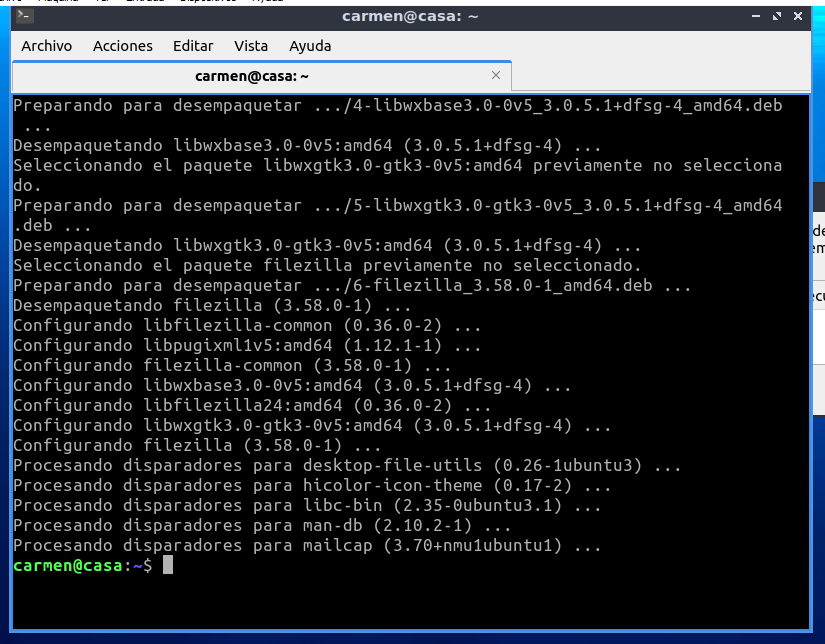 carmen@casa: ~
Archivo Acciones Editar Vista Ayuda
carmen@casa: ~
Preparando para desempaquetar .../4-libwxbase3.0-0v5_3.0.5.1+dfsg-4_amd64.deb
...
Desempaquetando libwxbase3.0-0v5:amd64 (3.0.5.1+dfsg-4) ...
Seleccionando el paquete libwxgtk3.0-gtk3-0v5:amd64 previamente no selecciona
do.
Preparando para desempaquetar .../5-libwxgtk3.0-gtk3-0v5_3.0.5.1+dfsg-4_amd64
.deb ...
Desempaquetando libwxgtk3.0-gtk3-0v5:amd64 (3.0.5.1+dfsg-4) ...
Seleccionando el paquete filezilla previamente no seleccionado.
Preparando para desempaquetar .../6-filezilla_3.58.0-1_amd64.deb ...
Desempaquetando filezilla (3.58.0-1) ...
Configurando libfilezilla-common (0.36.0-2) ...
Configurando libpugixml1v5:amd64 (1.12.1-1) ...
Configurando filezilla-common (3.58.0-1) ...
Configurando libwxbase3.0-0v5:amd64 (3.0.5.1+dfsg-4) ...
Configurando libfilezilla24:amd64 (0.36.0-2) ...
Configurando libwxgtk3.0-gtk3-0v5:amd64 (3.0.5.1+dfsg-4) ...
Configurando filezilla (3.58.0-1) ...
Procesando disparadores para desktop-file-utils (0.26-1ubuntu3) ...
Procesando disparadores para hicolor-icon-theme (0.17-2) ...
Procesando disparadores para libc-bin (2.35-0ubuntu3.1) ...
Procesando disparadores para man-db (2.10.2-1) ...
Procesando disparadores para mailcap (3.70+nmu1ubuntu1) ...
carmen@casa:~$